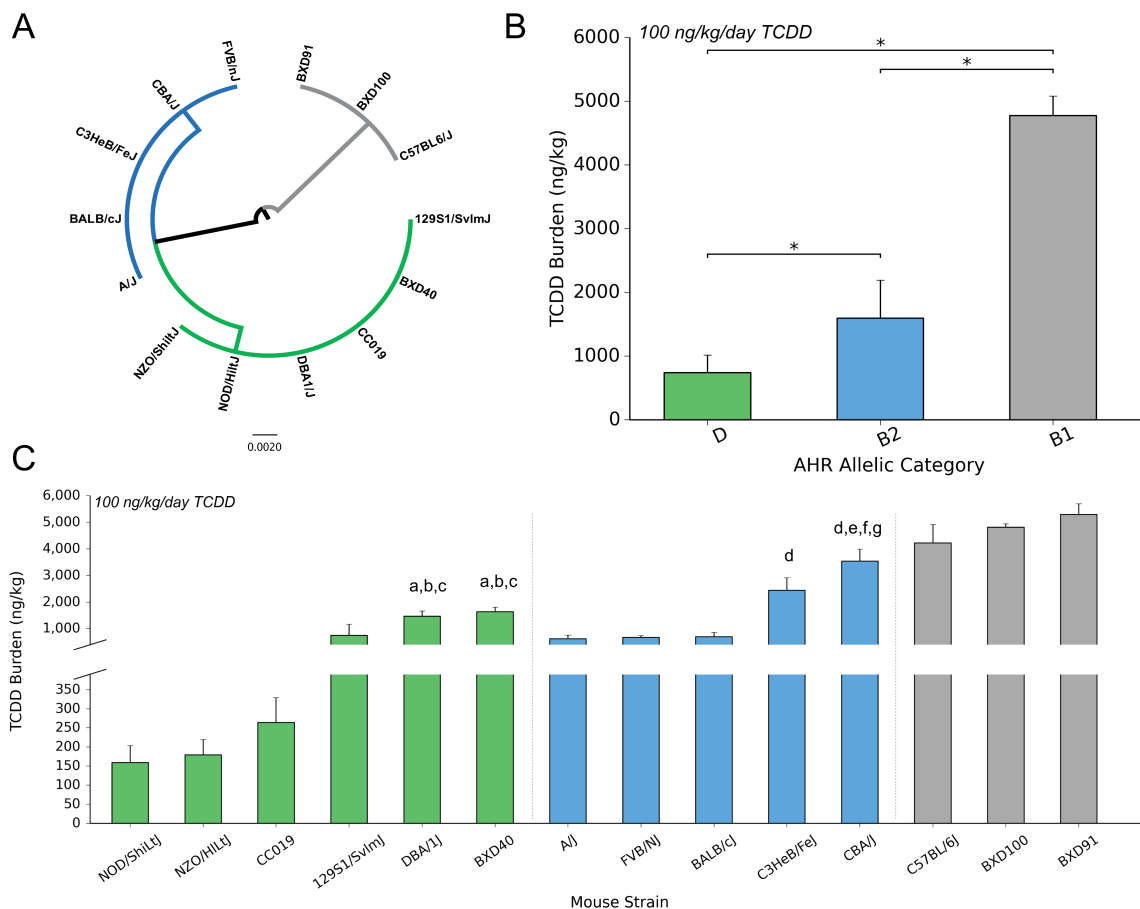 A
FVB/nJ
CBA/J
C3HeB/FeJ
BALB/cJ
A/J
NZO/ShiltJ
NOD/HiltJ
DBA1/J
CC019
BXD40
129S1/SvlmJ
C57BL6/J
BXD100
BXD91
0.0020
B
100 ng/kg/day TCDD
6000
5000
4000
3000
2000
1000
0
TCDD Burden (ng/kg)
*
*
*
D
B2
B1
AHR Allelic Category
C
100 ng/kg/day TCDD
6,000
5,000
4,000
3,000
2,000
1,000
350
300
250
200
150
100
50
0
TCDD Burden (ng/kg)
a,b,c
a,b,c
d
d,e,f,g
NOD/ShiLtJ
NZO/HILtJ
CC019
129S1/SvlmJ
DBA/1J
BXD40
A/J
FVB/NJ
BALB/cJ
C3HeB/FeJ
CBA/J
C57BL/6J
BXD100
BXD91
Mouse Strain